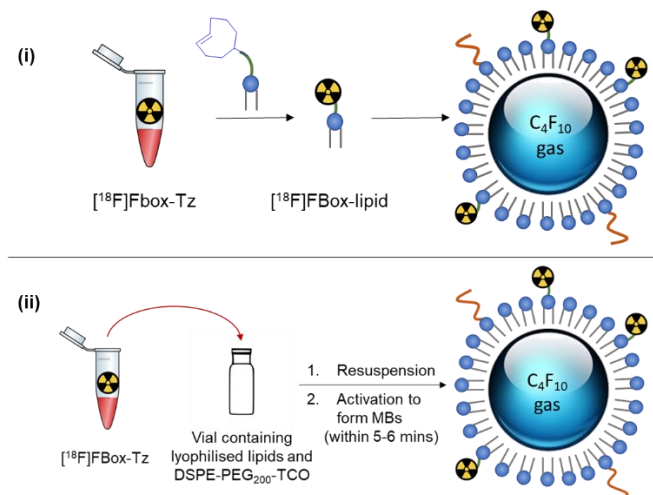 (i)
C₄F₁₀
gas
[¹⁸F]Fbox-Tz
[¹⁸F]FBox-lipid
(ii)
1. Resuspension
2. Activation to
form MBs
(within 5-6 mins)
C₄F₁₀
gas
[¹⁸F]FBox-Tz
Vial containing
lyophilised lipids and
DSPE-PEG₂₀₀-TCO